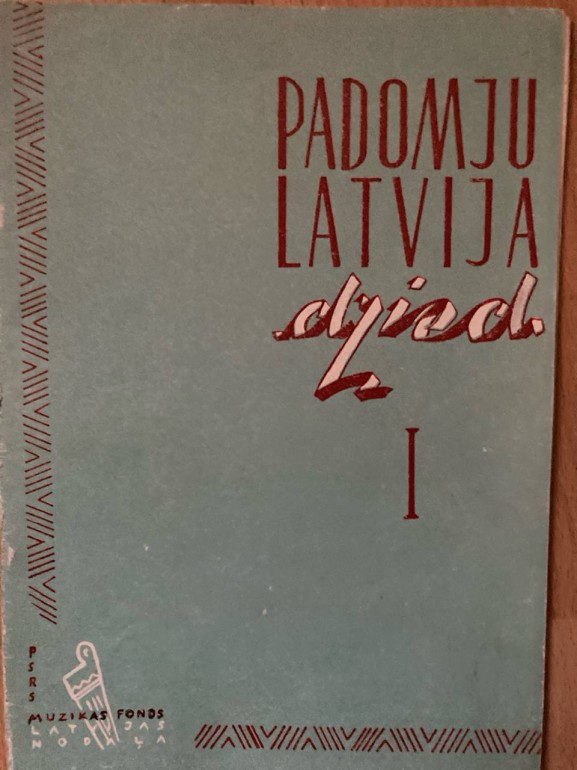 PADOMJU
LATVIJA
dzied
I
PSRS
MUZIKAS FONDS
LATVIJAS
NODAĻA